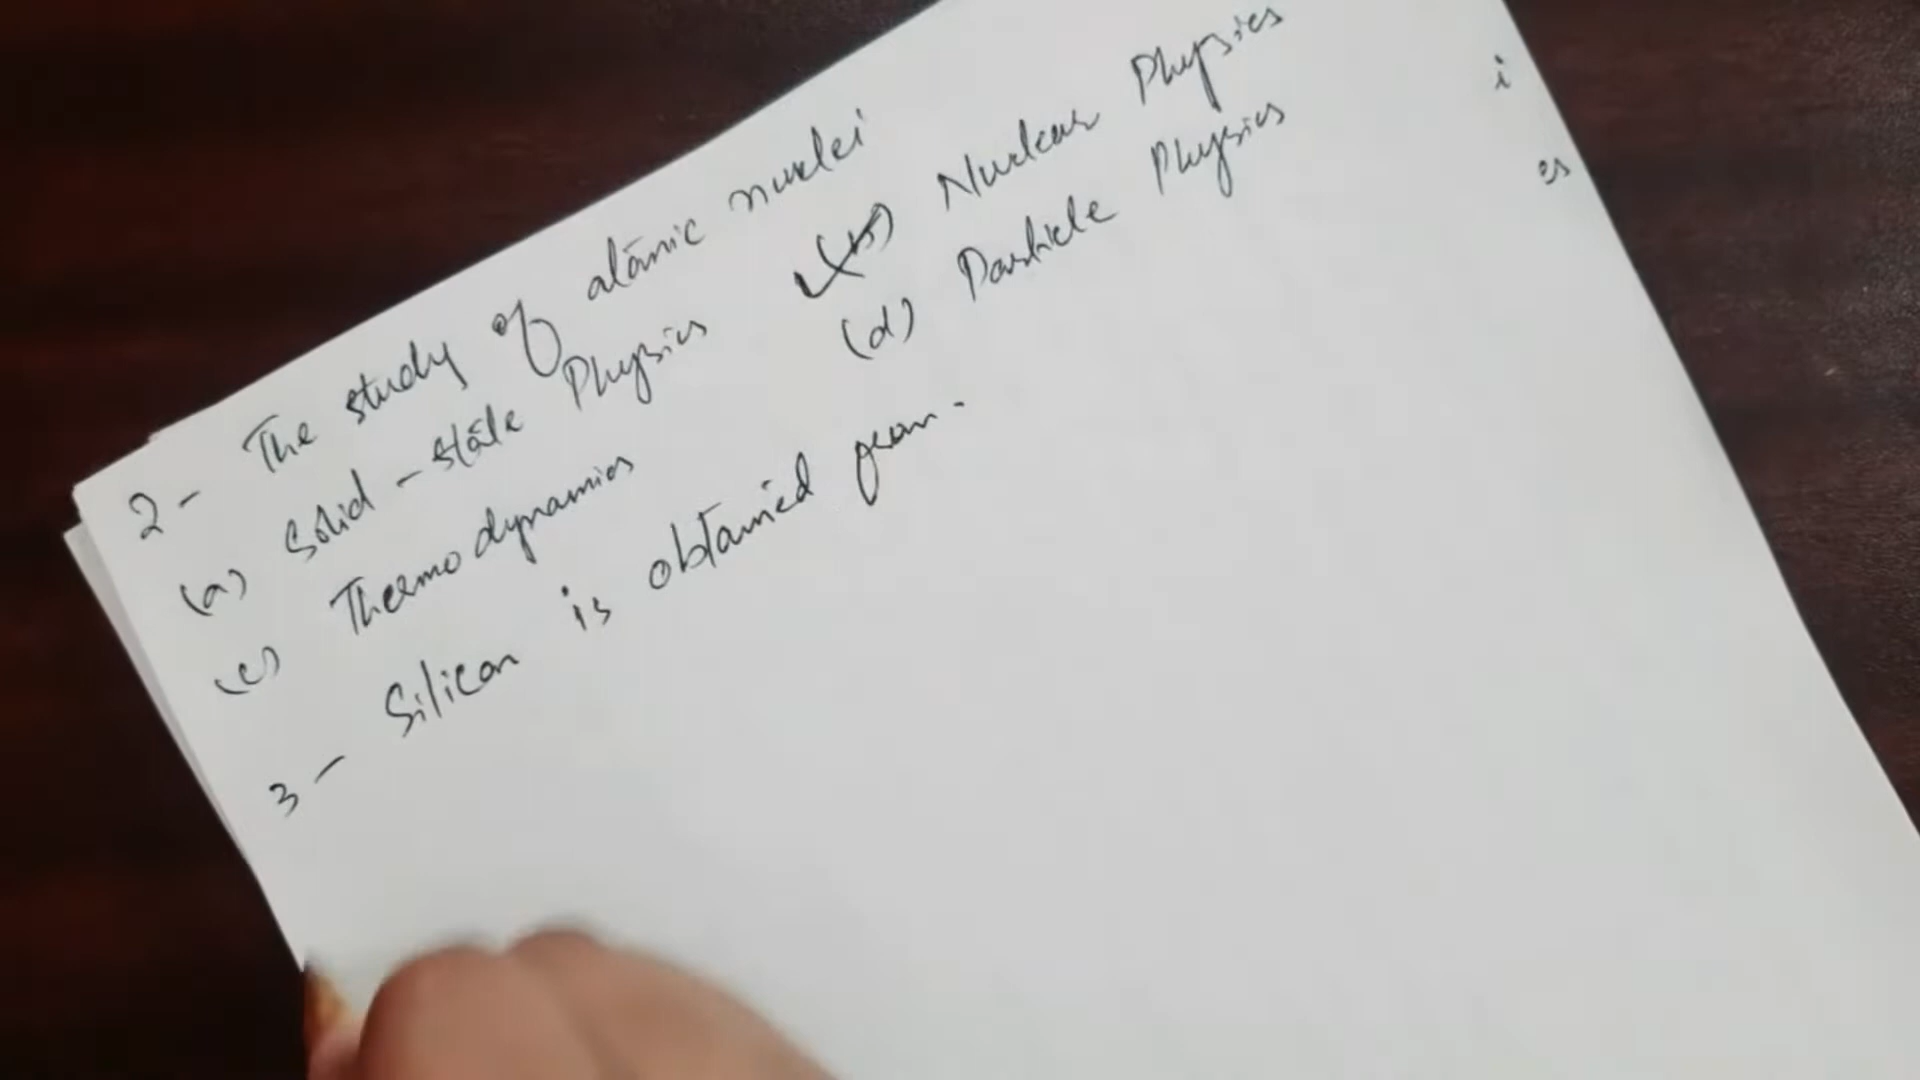 2- The study of atomic nuclei
(a) Solid-state Physics (b) Nuclear Physics
(c) Thermodynamics (d) Particle Physics
3- Silicon is obtained from.
i
es